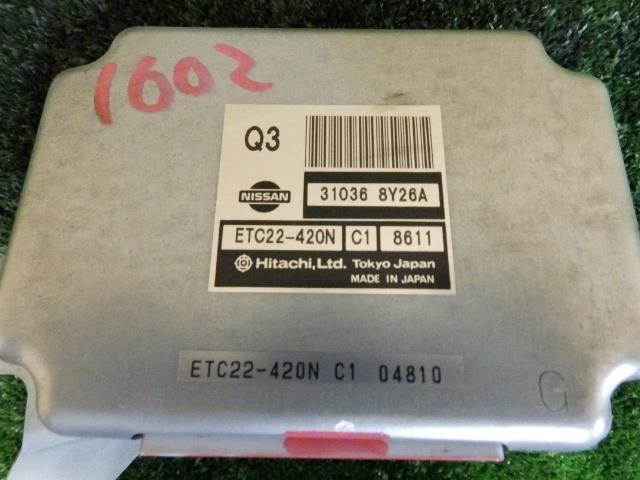 1602
Q3
NISSAN
31036 8Y26A
ETC22-420N C1 8611
Hitachi,Ltd. Tokyo Japan
MADE IN JAPAN
ETC22-420N C1 04810
G